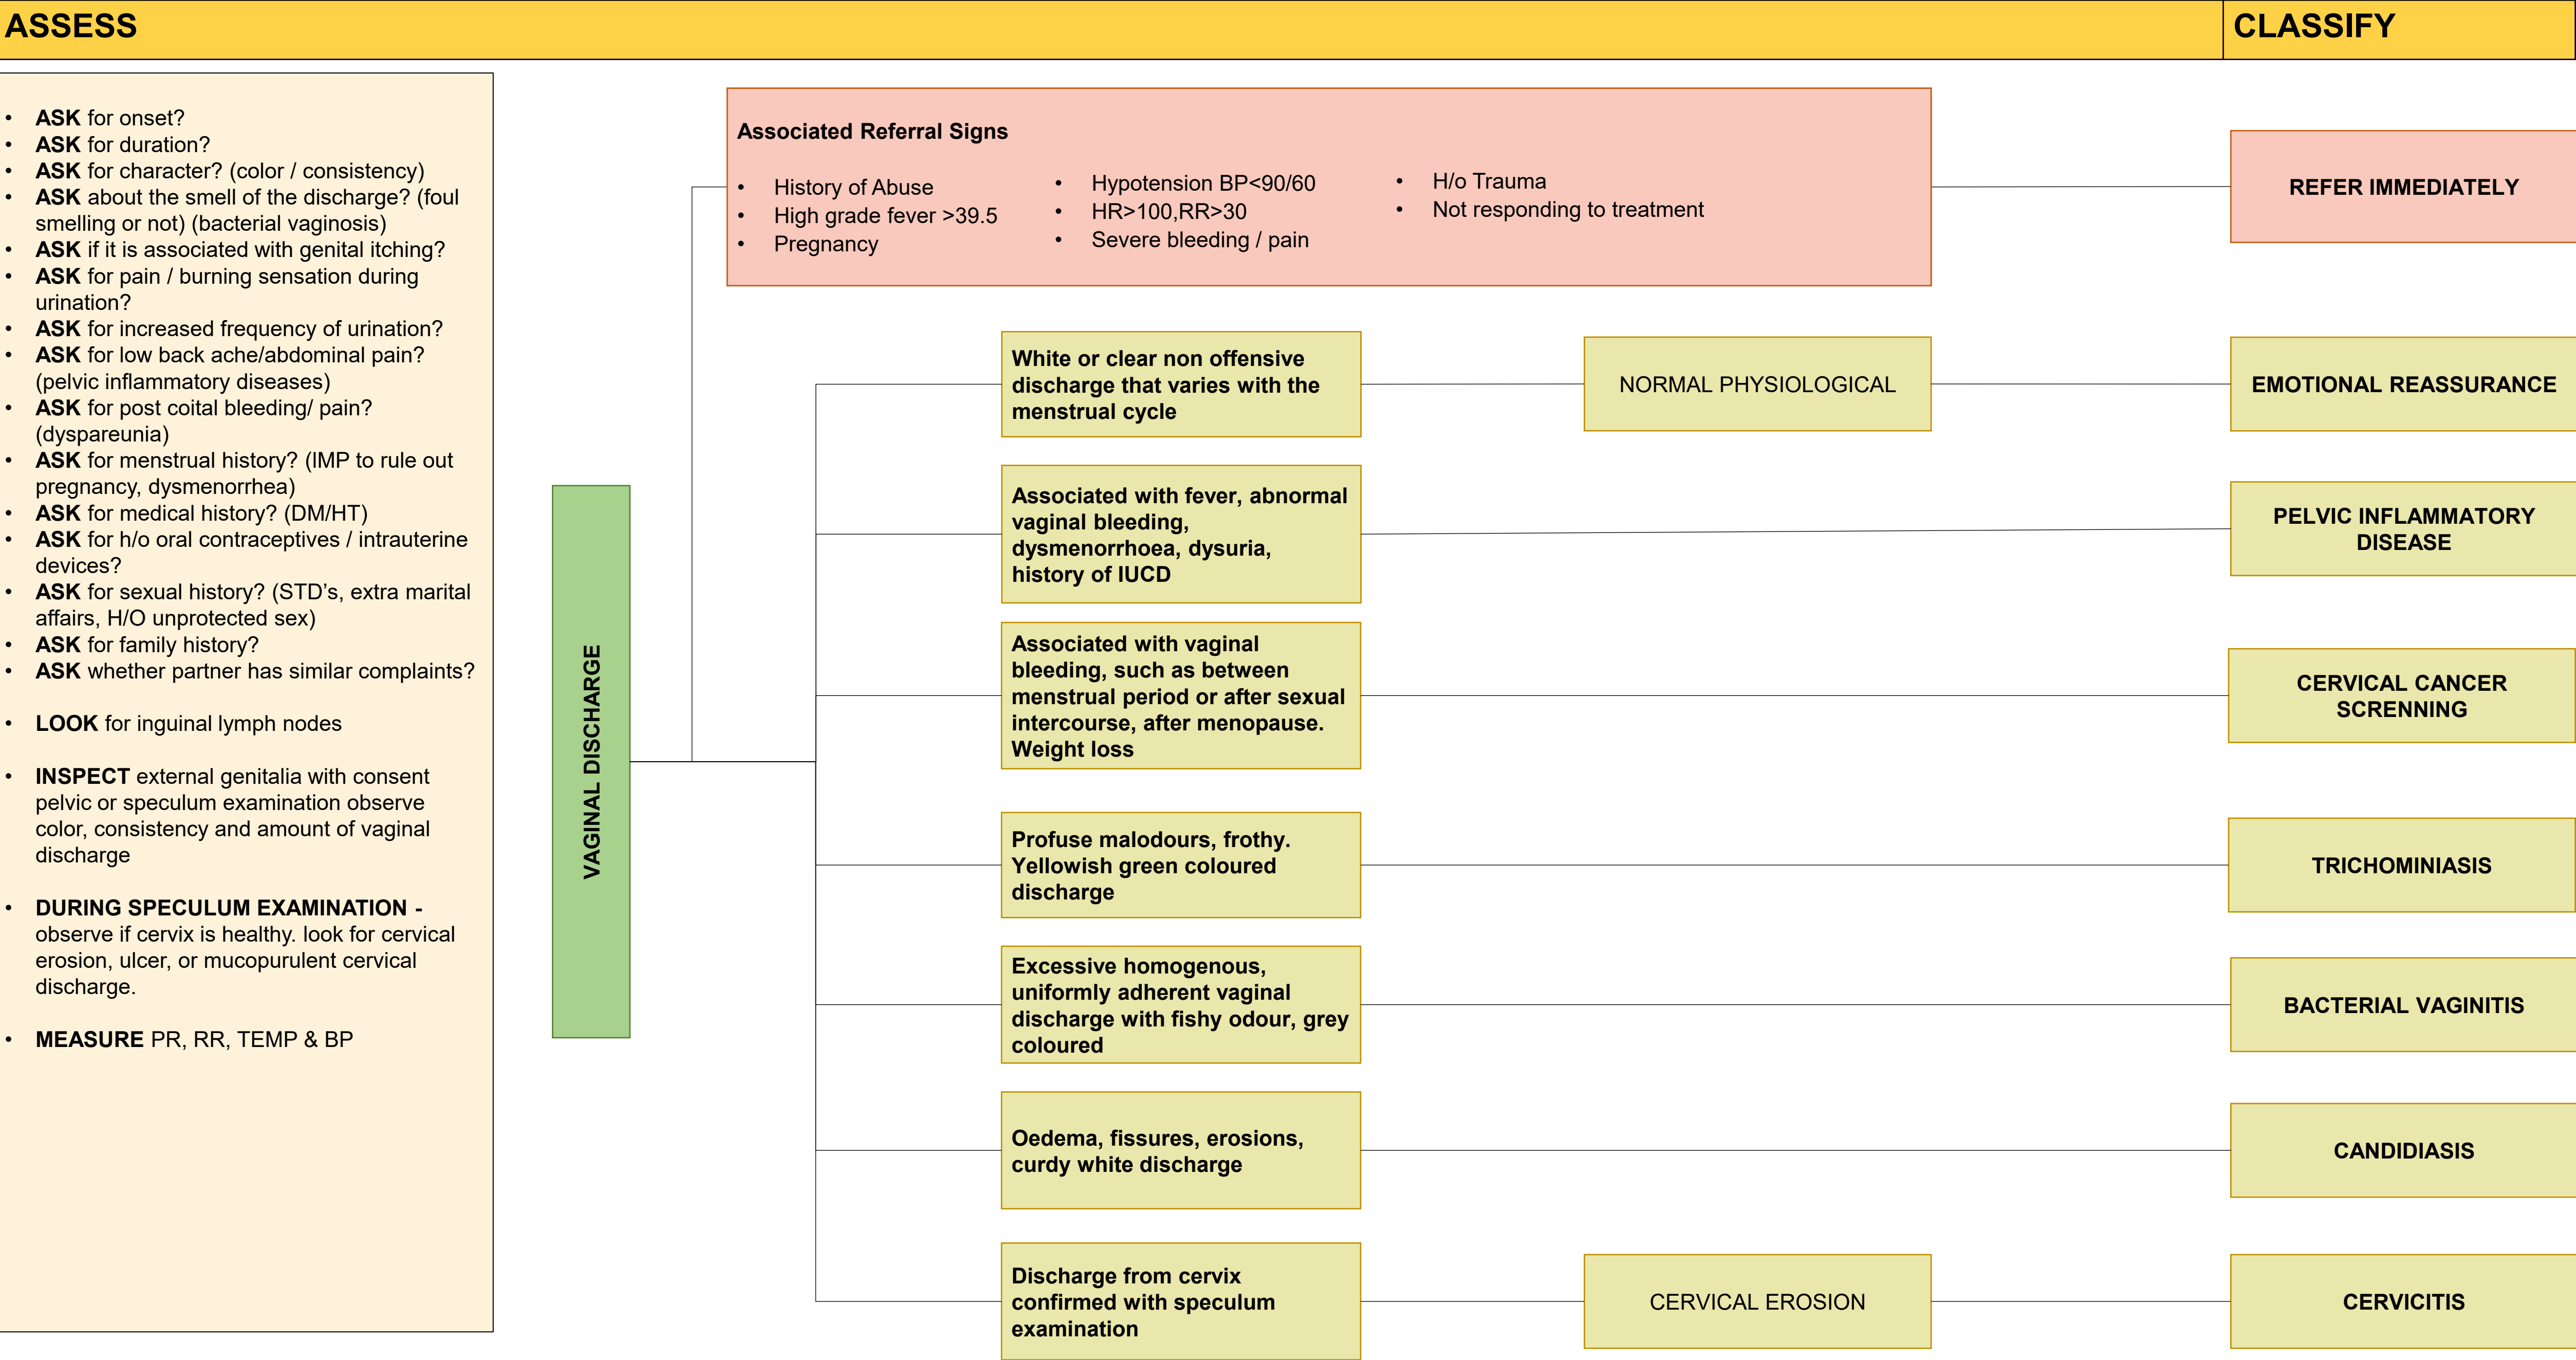 ASSESS
CLASSIFY
• ASK for onset?
• ASK for duration?
• ASK for character? (color / consistency)
• ASK about the smell of the discharge? (foul
smelling or not) (bacterial vaginosis)
• ASK if it is associated with genital itching?
• ASK for pain / burning sensation during
urination?
• ASK for increased frequency of urination?
• ASK for low back ache/abdominal pain?
(pelvic inflammatory diseases)
• ASK for post coital bleeding/ pain?
(dyspareunia)
• ASK for menstrual history? (IMP to rule out
pregnancy, dysmenorrhea)
• ASK for medical history? (DM/HT)
• ASK for h/o oral contraceptives / intrauterine
devices?
• ASK for sexual history? (STD’s, extra marital
affairs, H/O unprotected sex)
• ASK for family history?
• ASK whether partner has similar complaints?
• LOOK for inguinal lymph nodes
• INSPECT external genitalia with consent
pelvic or speculum examination observe
color, consistency and amount of vaginal
discharge
• DURING SPECULUM EXAMINATION -
observe if cervix is healthy. look for cervical
erosion, ulcer, or mucopurulent cervical
discharge.
• MEASURE PR, RR, TEMP & BP
VAGINAL DISCHARGE
Associated Referral Signs
• History of Abuse
• High grade fever >39.5
• Pregnancy
• Hypotension BP<90/60
• HR>100,RR>30
• Severe bleeding / pain
• H/o Trauma
• Not responding to treatment
REFER IMMEDIATELY
White or clear non offensive
discharge that varies with the
menstrual cycle
NORMAL PHYSIOLOGICAL
EMOTIONAL REASSURANCE
Associated with fever, abnormal
vaginal bleeding,
dysmenorrhoea, dysuria,
history of IUCD
PELVIC INFLAMMATORY
DISEASE
Associated with vaginal
bleeding, such as between
menstrual period or after sexual
intercourse, after menopause.
Weight loss
CERVICAL CANCER
SCRENNING
Profuse malodours, frothy.
Yellowish green coloured
discharge
TRICHOMINIASIS
Excessive homogenous,
uniformly adherent vaginal
discharge with fishy odour, grey
coloured
BACTERIAL VAGINITIS
Oedema, fissures, erosions,
curdy white discharge
CANDIDIASIS
Discharge from cervix
confirmed with speculum
examination
CERVICAL EROSION
CERVICITIS